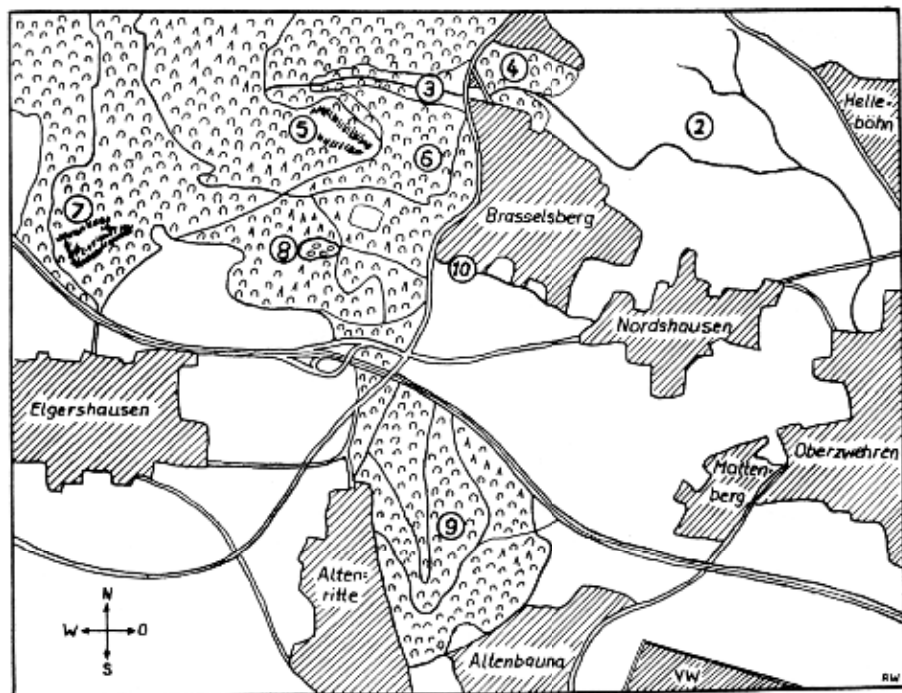 4
3
2
Helle-
böhn
5
6
7
Brasselsberg
8
10
Nordshausen
Elgershausen
Oberzwehren
Matten-
berg
9
Alten-
ritte
N
W O
S
Altenbauna
VW
RW